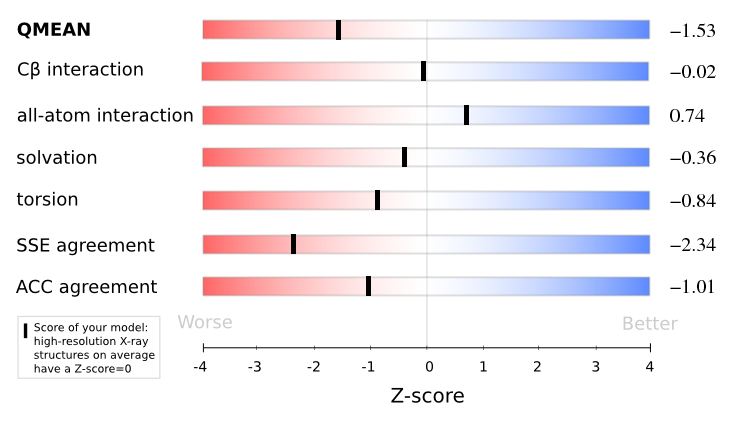 QMEAN −1.53
Cβ interaction −0.02
all-atom interaction 0.74
solvation −0.36
torsion −0.84
SSE agreement −2.34
ACC agreement −1.01
Worse Better
Score of your model:
high-resolution X-ray
structures on average
have a Z-score=0
-4 -3 -2 -1 0 1 2 3 4
Z-score